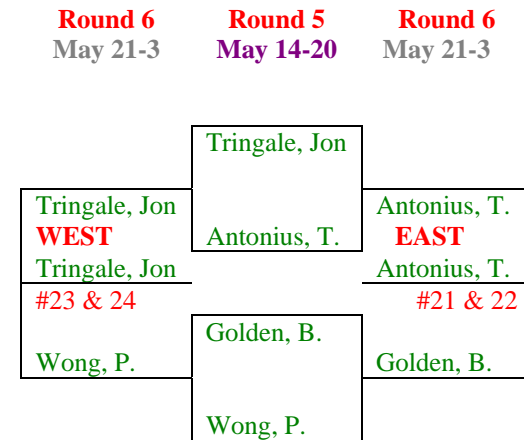 Round 6 Round 5 Round 6
May 21-3 May 14-20 May 21-3
Tringale, Jon
Tringale, Jon Antonius, T.
WEST Antonius, T. EAST
Tringale, Jon Antonius, T.
#23 & 24 #21 & 22
Golden, B.
Wong, P. Golden, B.
Wong, P.